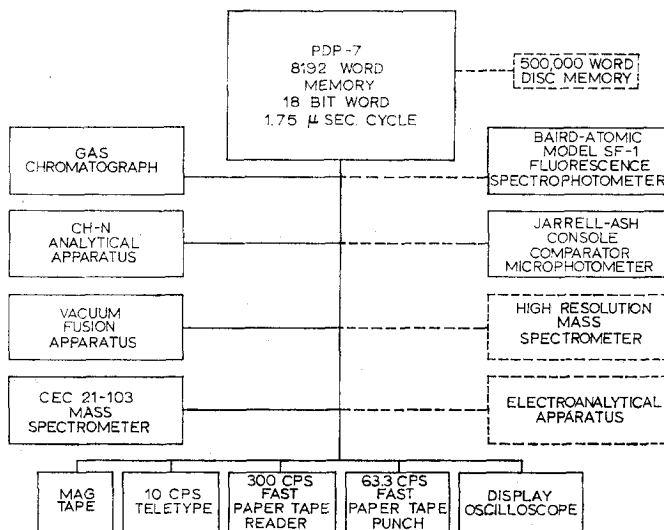 PDP-7
8192 WORD
MEMORY
18 BIT WORD
1.75 μ SEC. CYCLE
500,000 WORD
DISC MEMORY
GAS
CHROMATOGRAPH
BAIRD-ATOMIC
MODEL SF-1
FLUORESCENCE
SPECTROPHOTOMETER
CH-N
ANALYTICAL
APPARATUS
JARRELL-ASH
CONSOLE
COMPARATOR
MICROPHOTOMETER
VACUUM
FUSION
APPARATUS
HIGH RESOLUTION
MASS
SPECTROMETER
CEC 21-103
MASS
SPECTROMETER
ELECTROANALYTICAL
APPARATUS
MAG
TAPE
10 CPS
TELETYPE
300 CPS
FAST
PAPER TAPE
READER
63.3 CPS
FAST
PAPER TAPE
PUNCH
DISPLAY
OSCILLOSCOPE